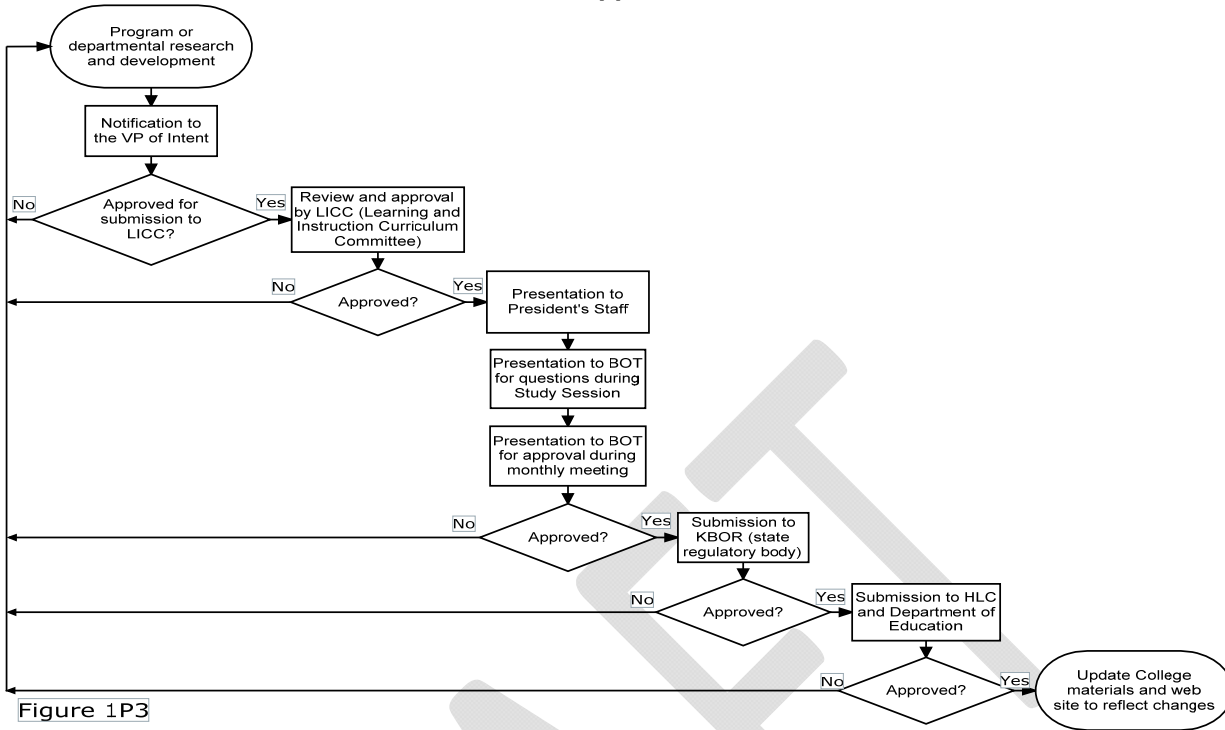 Program or
departmental research
and development
Notification to
the VP of Intent
No
Approved for
submission to
LICC?
Yes
Review and approval
by LICC (Learning and
Instruction Curriculum
Committee)
No
Approved?
Yes
Presentation to
President's Staff
Presentation to BOT
for questions during
Study Session
Presentation to BOT
for approval during
monthly meeting
No
Approved?
Yes
Submission to
KBOR (state
regulatory body)
No
Approved?
Yes
Submission to HLC
and Department of
Education
No
Approved?
Yes
Update College
materials and web
site to reflect changes
Figure 1P3